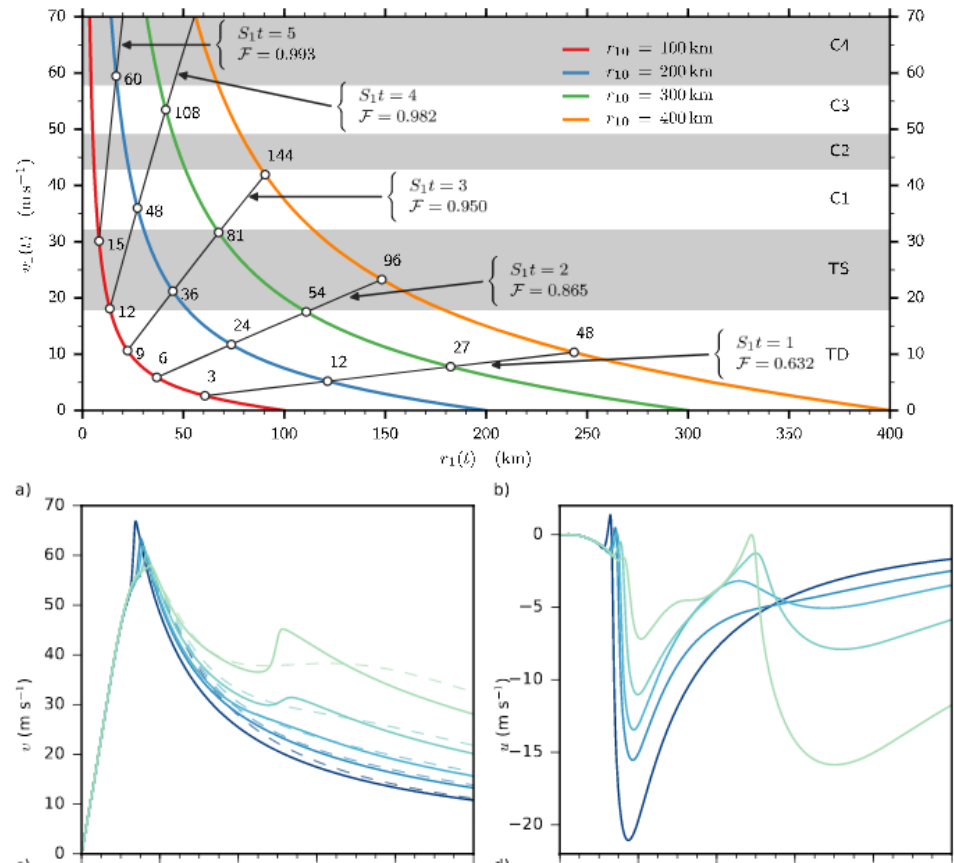 70 70
60 60
50 50
40 40
30 30
20 20
10 10
0 0
0 50 100 150 200 250 300 350 400
r₁(t) (km)
(m s⁻¹)
S₁t = 5
ℱ = 0.993
S₁t = 4
ℱ = 0.982
S₁t = 3
ℱ = 0.950
S₁t = 2
ℱ = 0.865
S₁t = 1
ℱ = 0.632
r₁₀ = 100 km
r₁₀ = 200 km
r₁₀ = 300 km
r₁₀ = 400 km
C4
C3
C2
C1
TS
TD
60
108
144
48
15
81
36
96
12
54
24
9
6
48
27
12
3
a)
70
60
50
40
30
20
10
0
v (m s⁻¹)
b)
0
−5
−10
−15
−20
u (m s⁻¹)